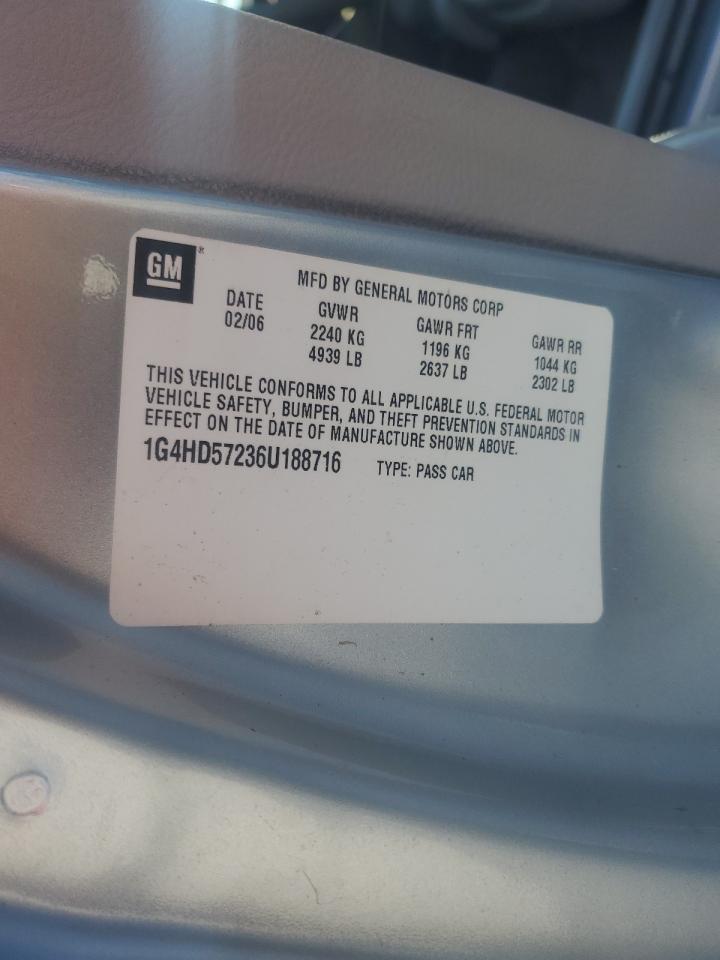 GM®
MFD BY GENERAL MOTORS CORP
DATE GVWR GAWR FRT GAWR RR
02/06 2240 KG 1196 KG 1044 KG
4939 LB 2637 LB 2302 LB
THIS VEHICLE CONFORMS TO ALL APPLICABLE U.S. FEDERAL MOTOR
VEHICLE SAFETY, BUMPER, AND THEFT PREVENTION STANDARDS IN
EFFECT ON THE DATE OF MANUFACTURE SHOWN ABOVE.
1G4HD57236U188716 TYPE: PASS CAR